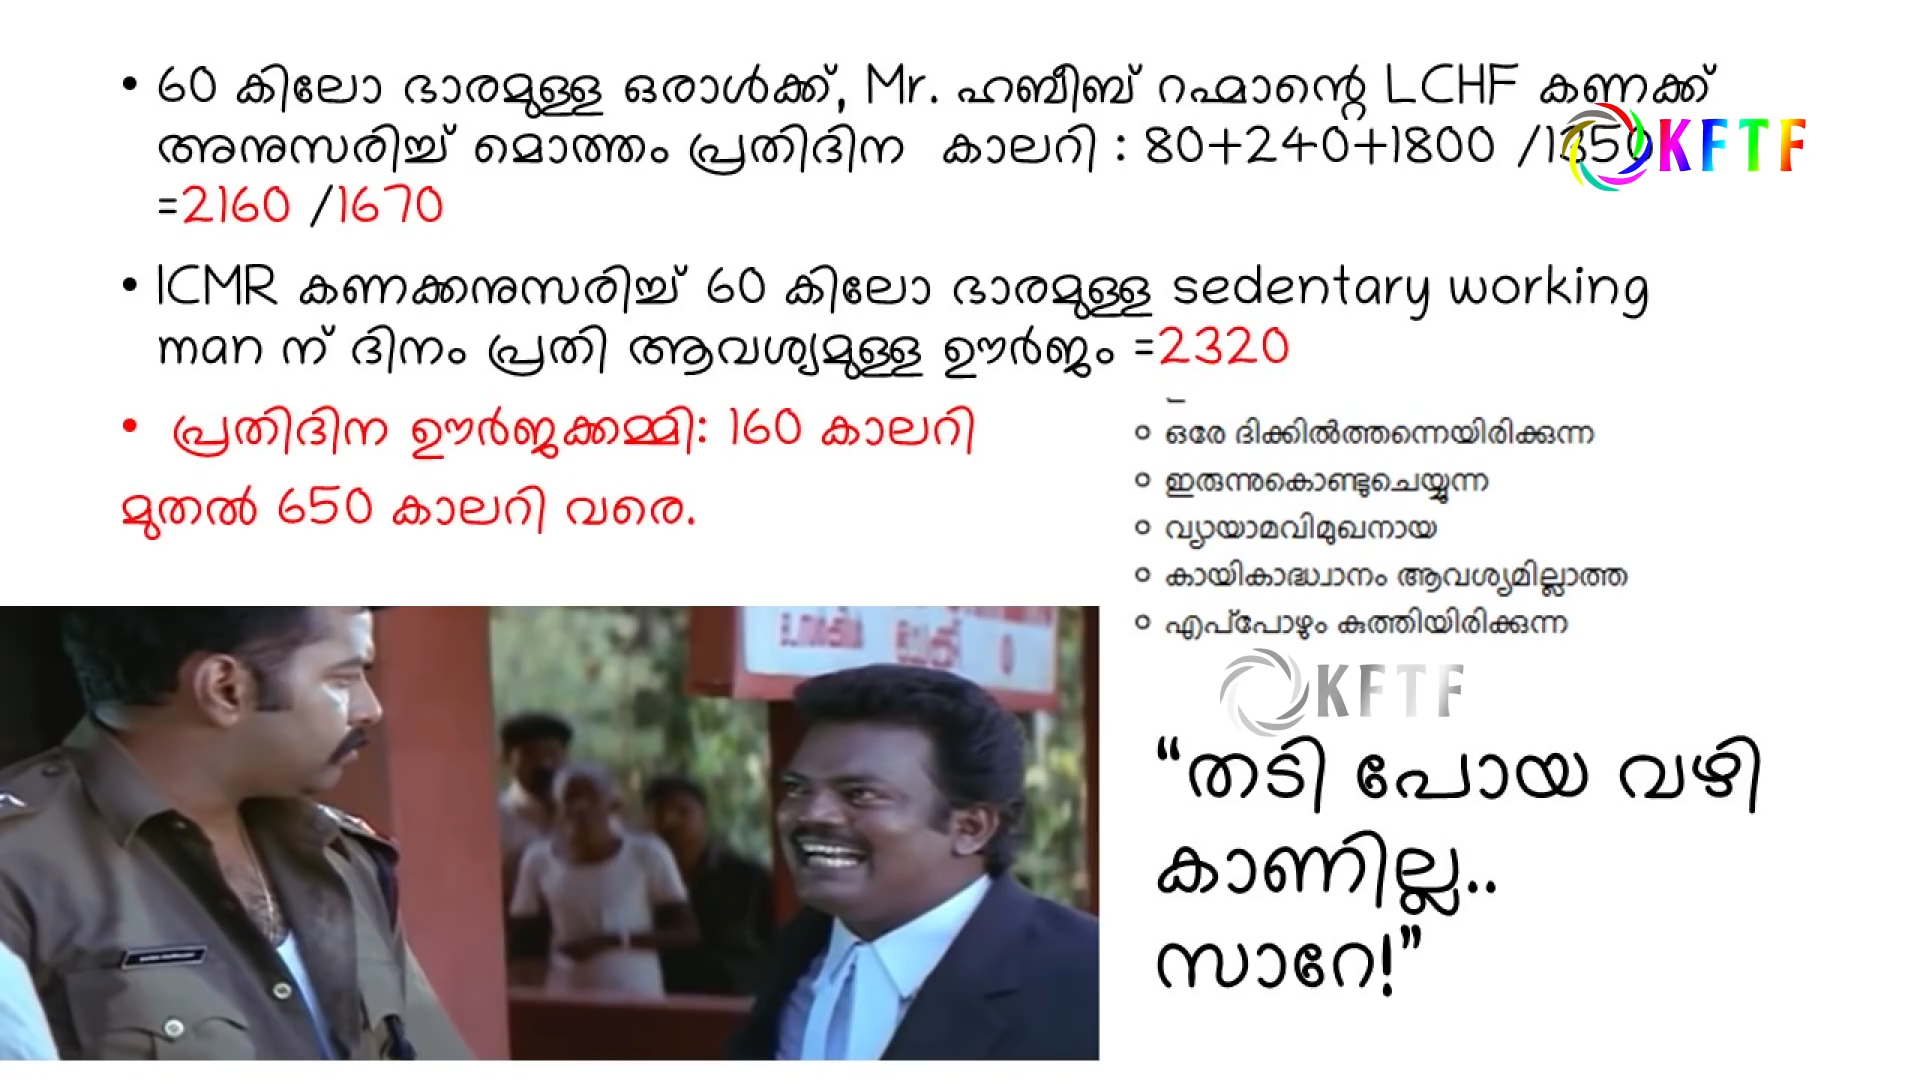 • 60 കിലോ ഭാരമുള്ള ഒരാൾക്ക്, Mr. ഹബീബ് റഹ്മാന്റെ LCHF കണക്ക്
അനുസരിച്ച് മൊത്തം പ്രതിദിന കാലറി : 80+240+1800 /1350
=2160 /1670
KFTF
• ICMR കണക്കനുസരിച്ച് 60 കിലോ ഭാരമുള്ള sedentary working
man ന് ദിനം പ്രതി ആവശ്യമുള്ള ഊർജം =2320
• പ്രതിദിന ഊർജക്കമ്മി: 160 കാലറി
മുതൽ 650 കാലറി വരെ.
ഒരേ ദിക്കിൽത്തന്നെയിരിക്കുന്ന
ഇരുന്നുകൊണ്ടുചെയ്യുന്ന
വ്യായാമവിമുഖനായ
കായികാദ്ധ്വാനം ആവശ്യമില്ലാത്ത
എപ്പോഴും കുത്തിയിരിക്കുന്ന
KFTF
“തടി പോയ വഴി
കാണില്ല..
സാറേ!”